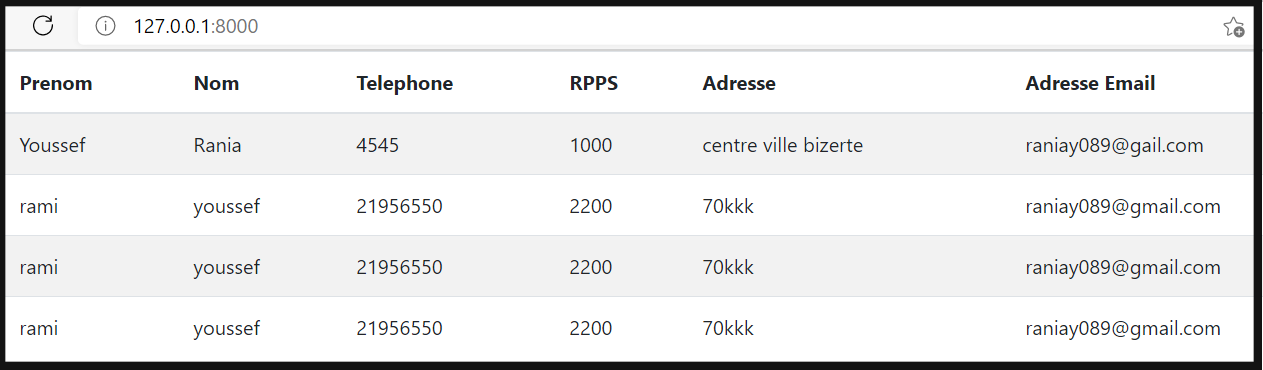 127.0.0.1:8000
Prenom Nom Telephone RPPS Adresse Adresse Email
Youssef Rania 4545 1000 centre ville bizerte raniay089@gail.com
rami youssef 21956550 2200 70kkk raniay089@gmail.com
rami youssef 21956550 2200 70kkk raniay089@gmail.com
rami youssef 21956550 2200 70kkk raniay089@gmail.com